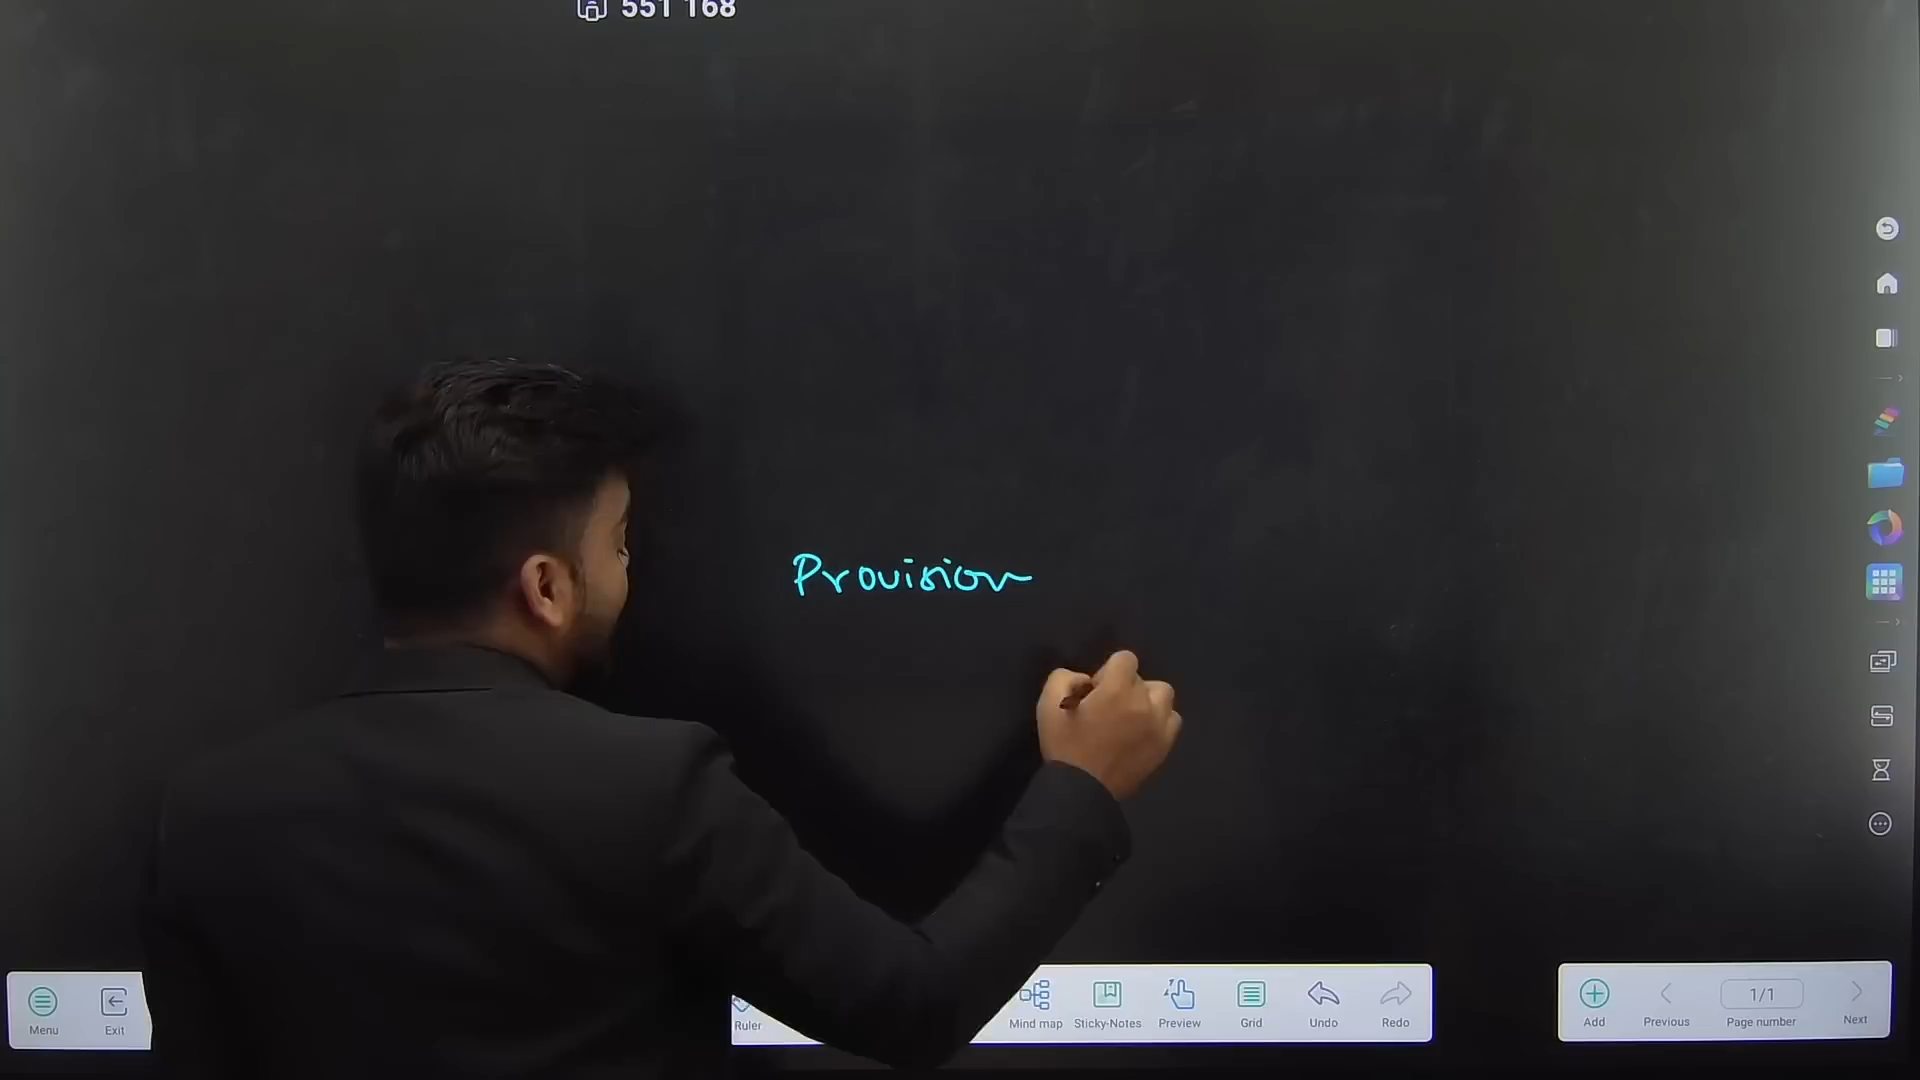 551 168
Provision
Menu
Exit
Ruler
Mind map
Sticky-Notes
Preview
Grid
Undo
Redo
Add
Previous
1/1
Page number
Next